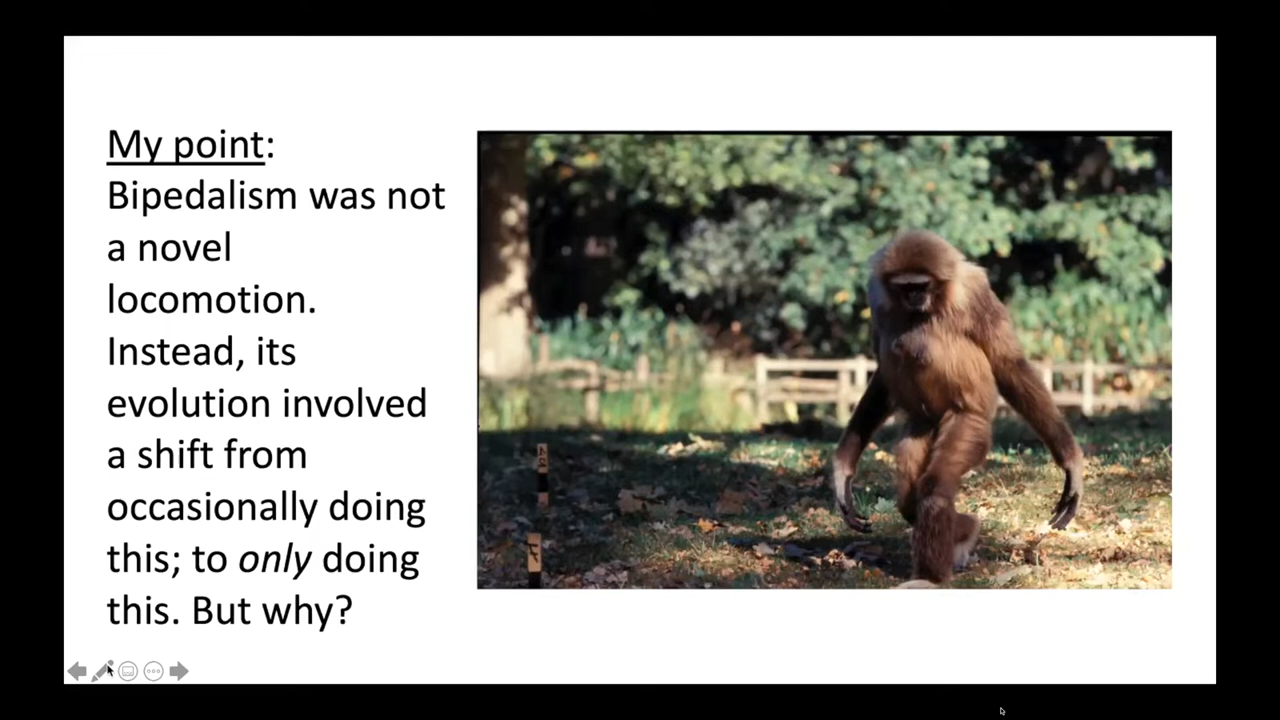 My point:
Bipedalism was not
a novel
locomotion.
Instead, its
evolution involved
a shift from
occasionally doing
this; to only doing
this. But why?